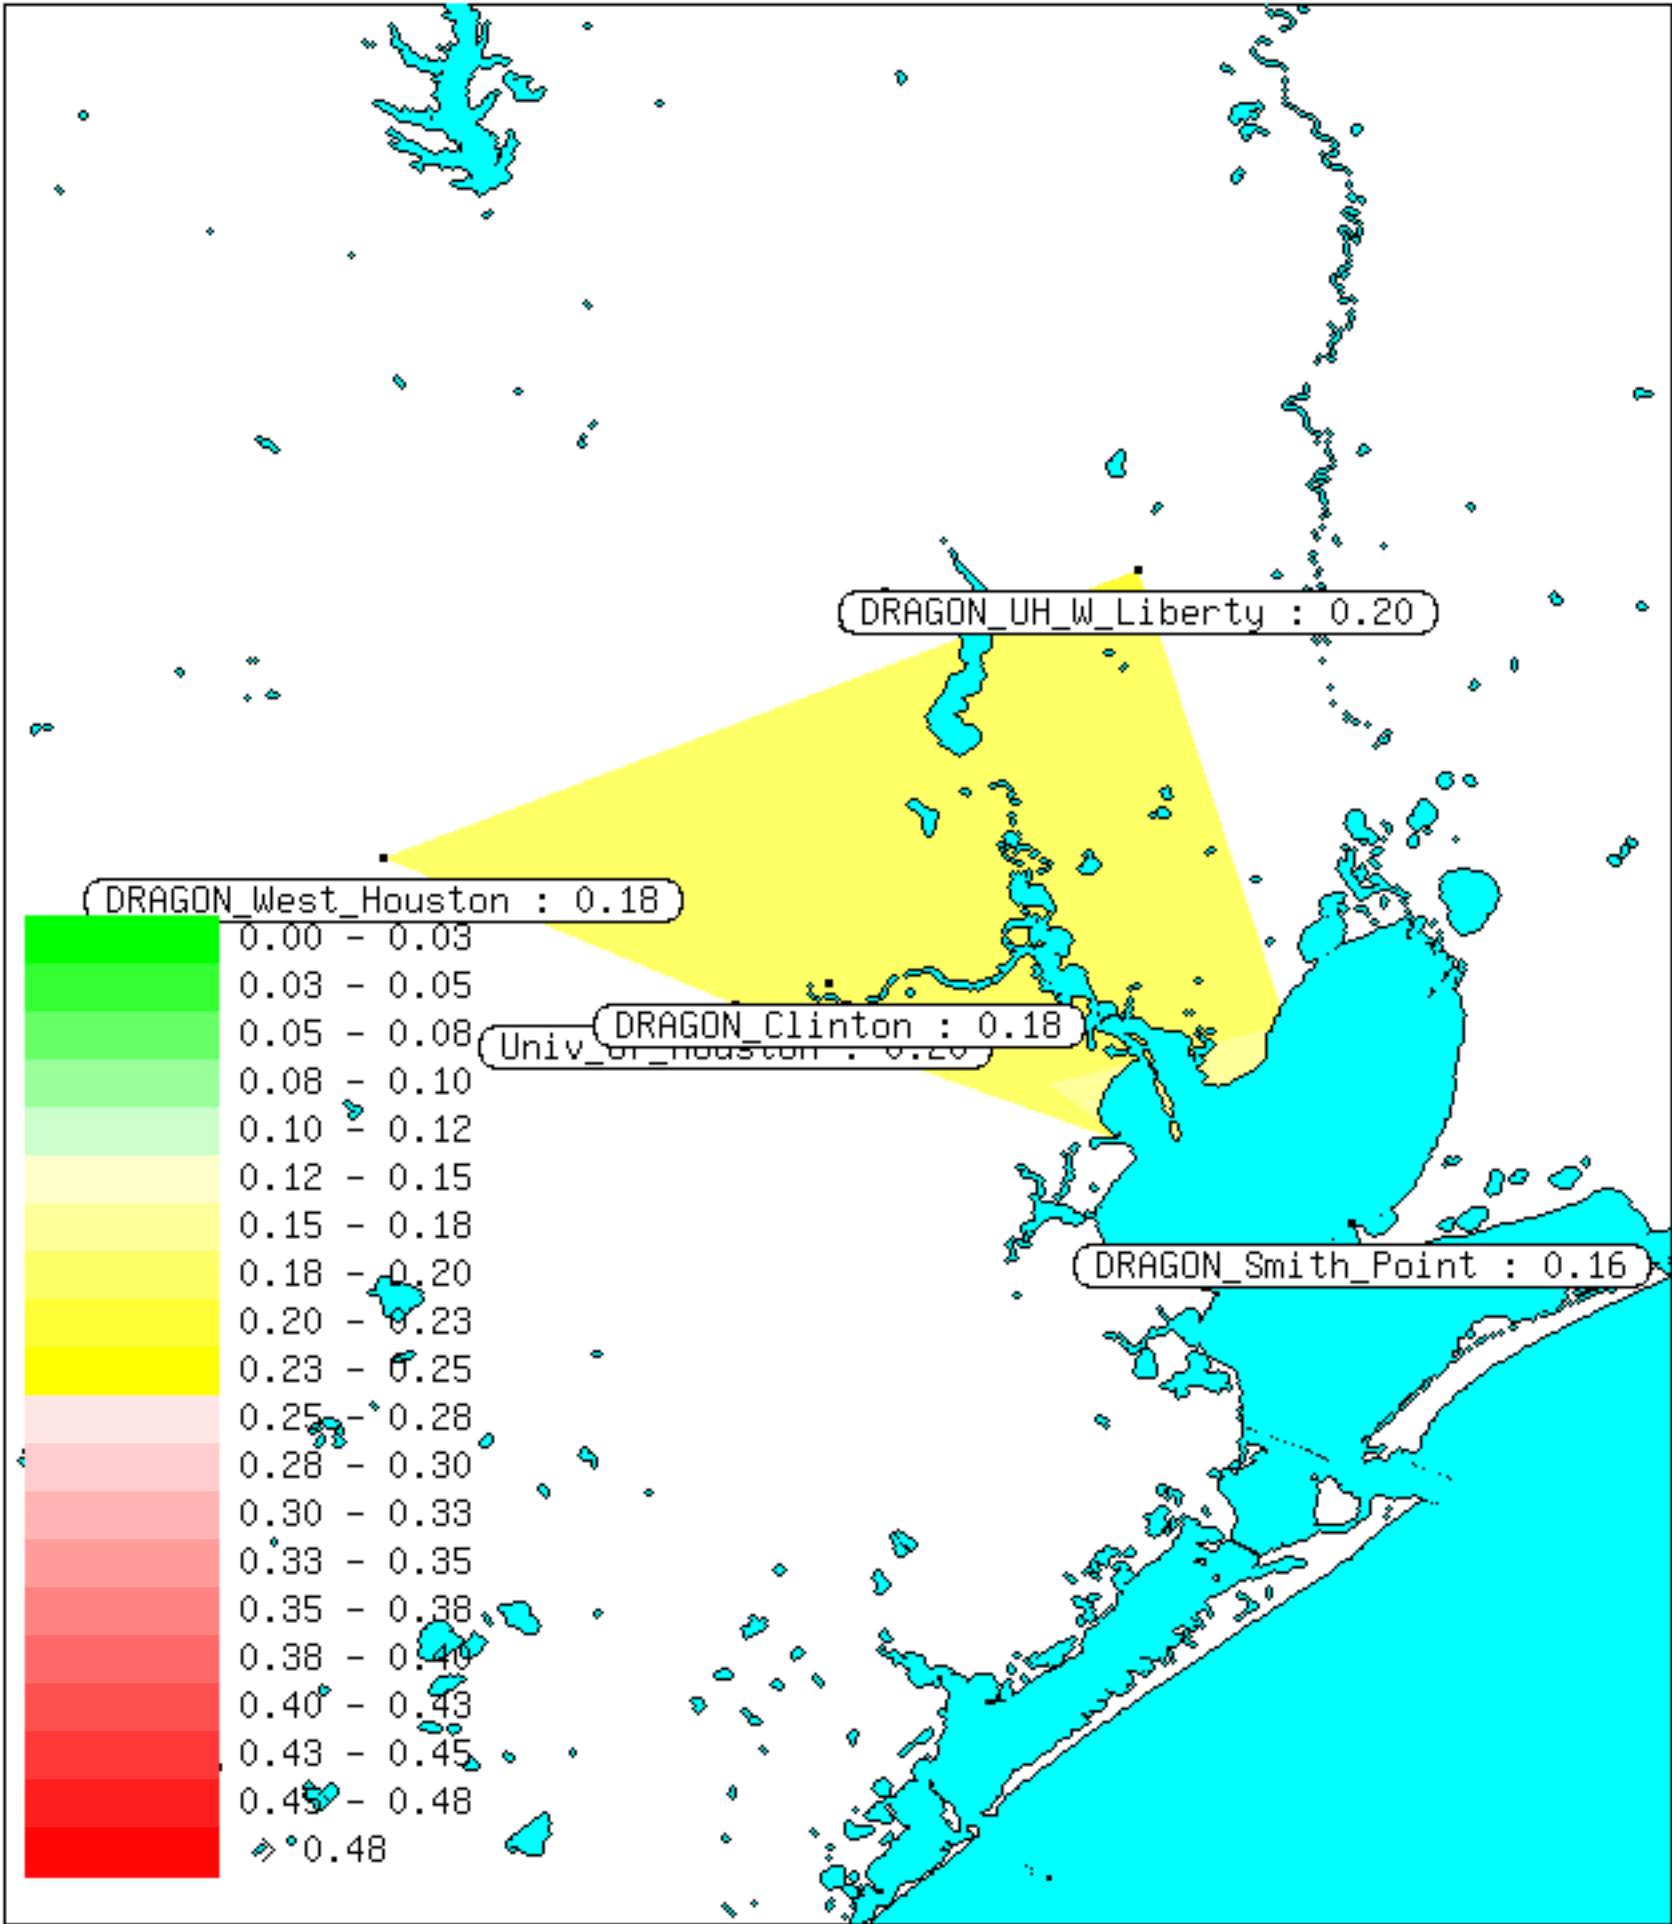 DRAGON_UH_W_Liberty : 0.20
DRAGON_West_Houston : 0.18
0.00 - 0.03
0.03 - 0.05
DRAGON_Clinton : 0.18
Univ_of_Houston : 0.20
0.05 - 0.08
0.08 - 0.10
0.10 - 0.12
0.12 - 0.15
0.15 - 0.18
DRAGON_Smith_Point : 0.16
0.18 - 0.20
0.20 - 0.23
0.23 - 0.25
0.25 - 0.28
0.28 - 0.30
0.30 - 0.33
0.33 - 0.35
0.35 - 0.38
0.38 - 0.40
0.40 - 0.43
0.43 - 0.45
0.45 - 0.48
> 0.48